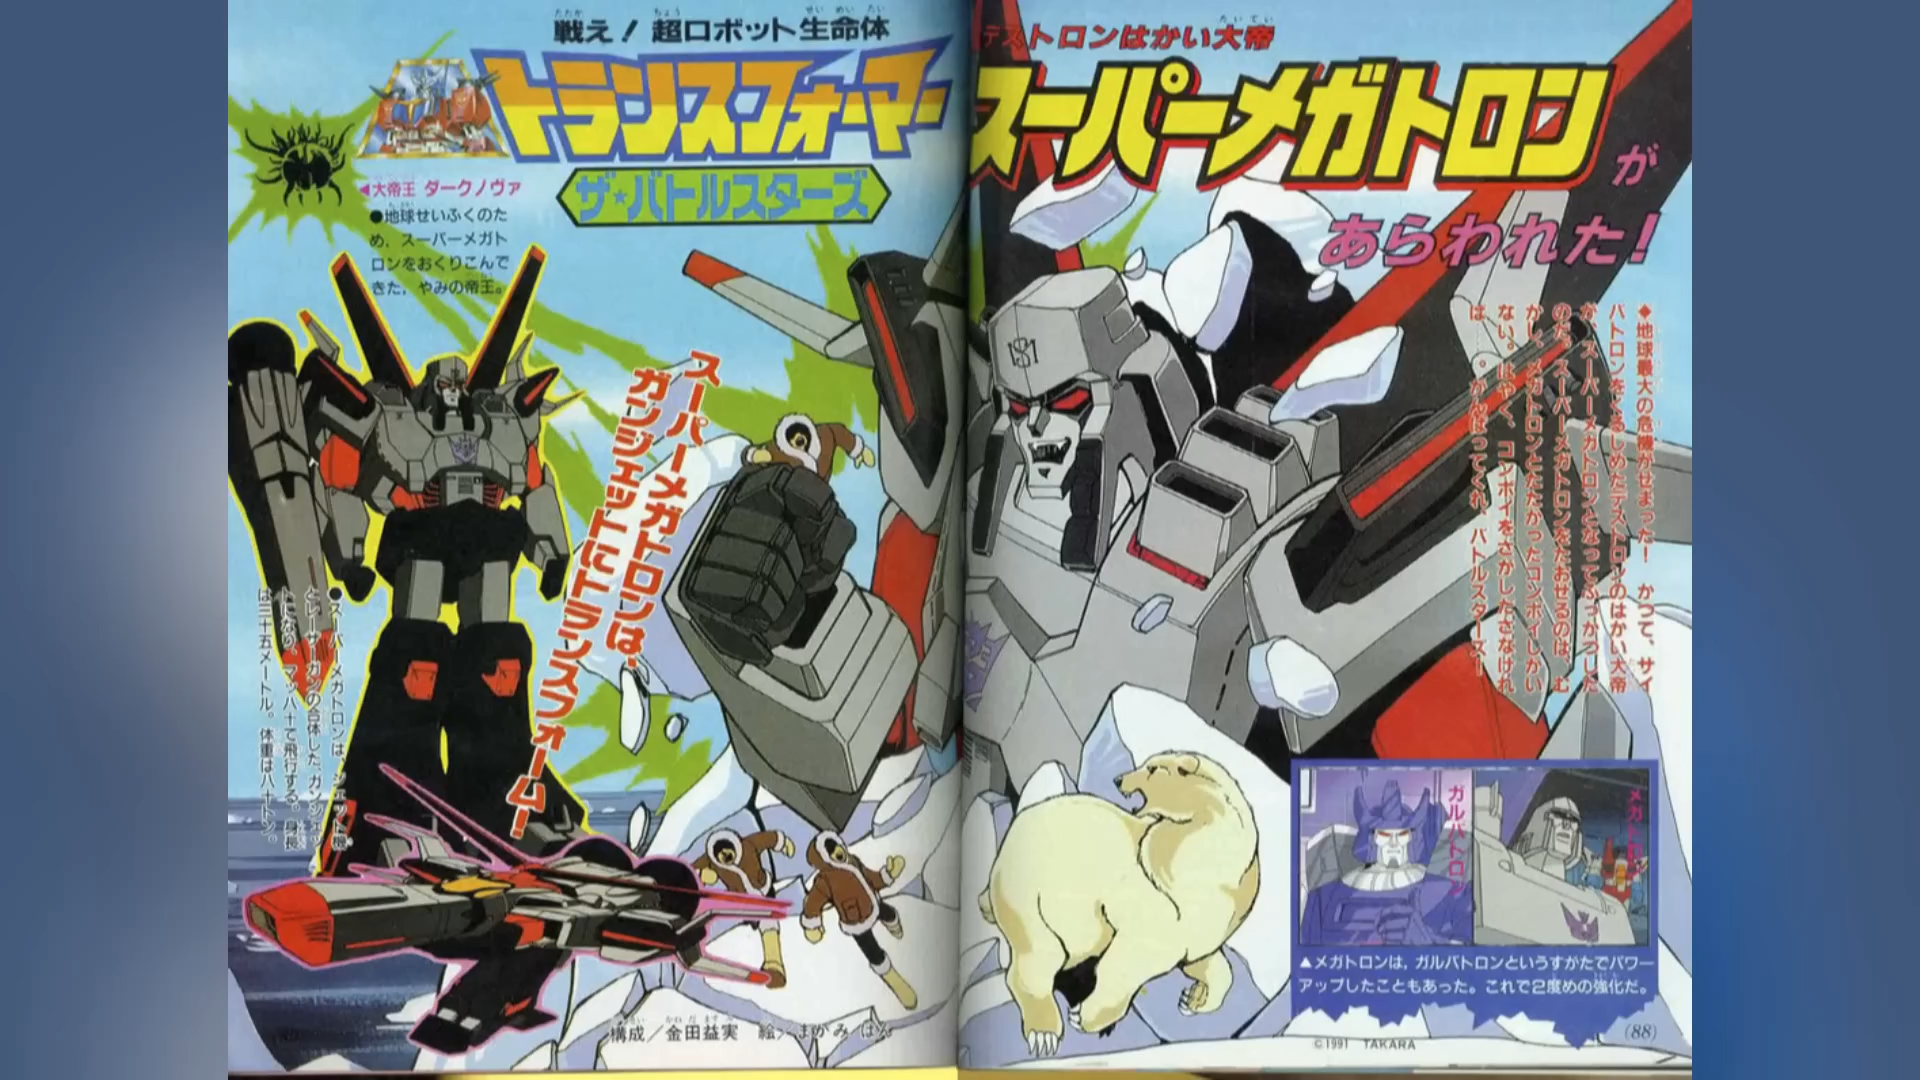 戦え！超ロボット生命体
トランスフォーマー
ザ★バトルスターズ
デストロンはかい大帝
スーパーメガトロン
が
あらわれた！
◀大帝王 ダークノヴァ
●地球せいふくのた
め、スーパーメガト
ロンをおくりこんで
きた、やみの帝王。
スーパーメガトロンは、
ガンジェットにトランスフォーム！
●スーパーメガトロンは、ジェット機
とレーザーガンの合体した、ガンジェッ
トになり、マッハ十で飛行する。身長
は三十五メートル。体重は八十トン。
◆地球最大の危機がせまった！ かつて、サイ
バトロンをくるしめたデストロンのはかい大帝
が、スーパーメガトロンとなってふっかつした
のだ。スーパーメガトロンをたおせるのは、む
かし、メガトロンとたたかったコンボイしかい
ない。はやく、コンボイをさがしださなけれ
ば…。がんばってくれ、バトルスターズ！
ガルバトロン
メガトロン
▲メガトロンは、ガルバトロンというすがたでパワー
アップしたこともあった。これで2度めの強化だ。
構成／金田益実 絵／まがみ ばん
©1991 TAKARA
(88)